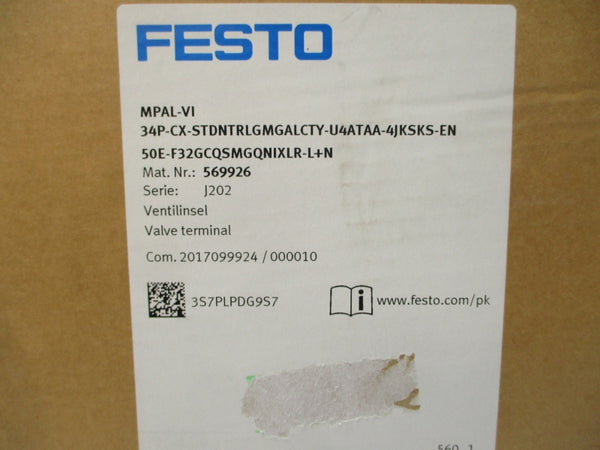 FESTO
MPAL-VI
34P-CX-STDNTRLGMGALCTY-U4ATAA-4JKSKS-EN
50E-F32GCQSMGQNIXLR-L+N
Mat. Nr.: 569926
Serie: J202
Ventilinsel
Valve terminal
Com. 2017099924 / 000010
3S7PLPDG9S7
i www.festo.com/pk